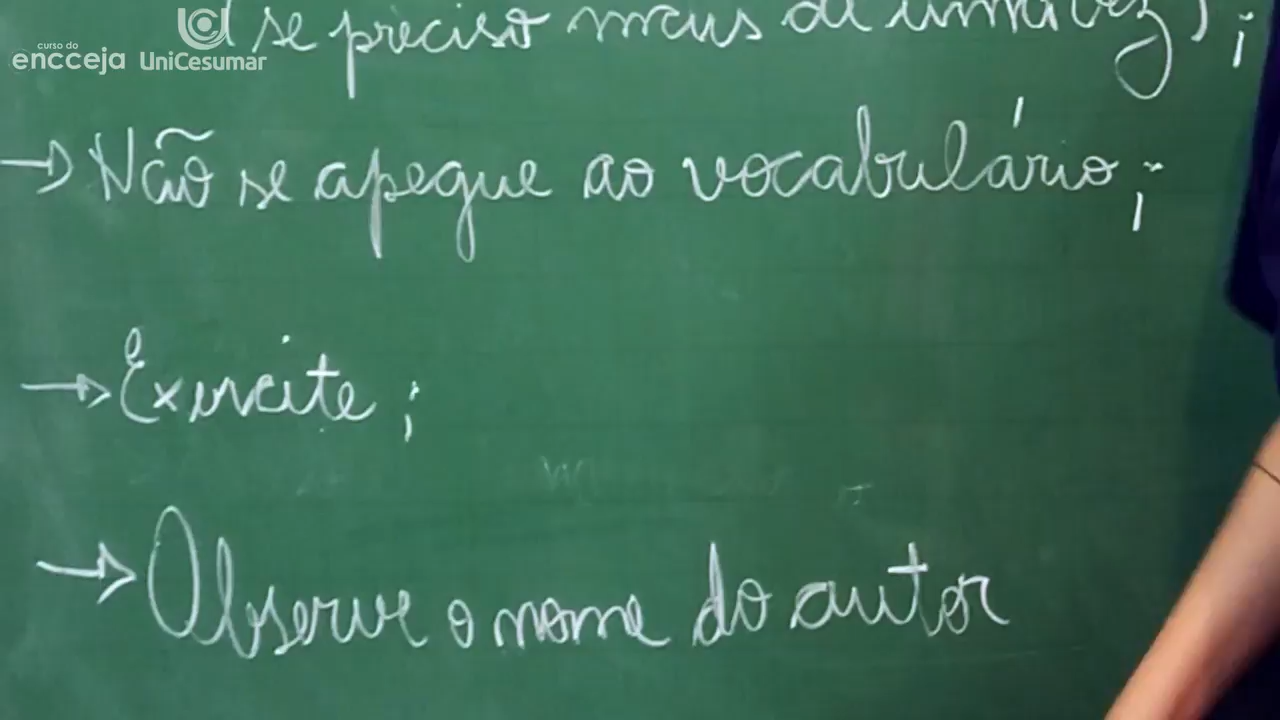 curso do
encceja UniCesumar
se preciso mais de uma vez);
→ Não se apegue ao vocabulário;
→ Exercite;
→ Observe o nome do autor